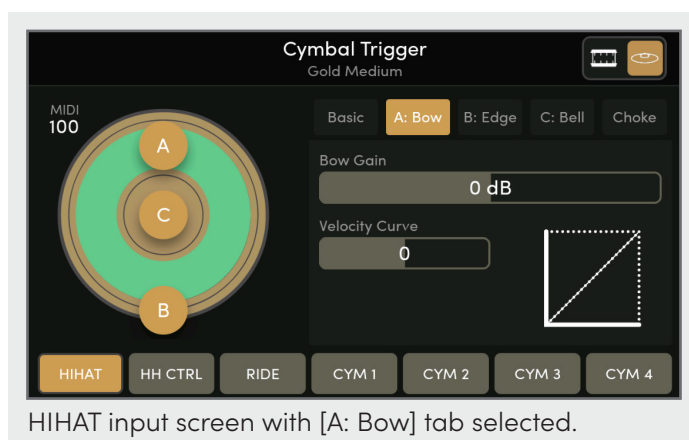 Cymbal Trigger
Gold Medium
MIDI
100
A
C
B
Basic
A: Bow
B: Edge
C: Bell
Choke
Bow Gain
0 dB
Velocity Curve
0
HIHAT
HH CTRL
RIDE
CYM 1
CYM 2
CYM 3
CYM 4
HIHAT input screen with [A: Bow] tab selected.